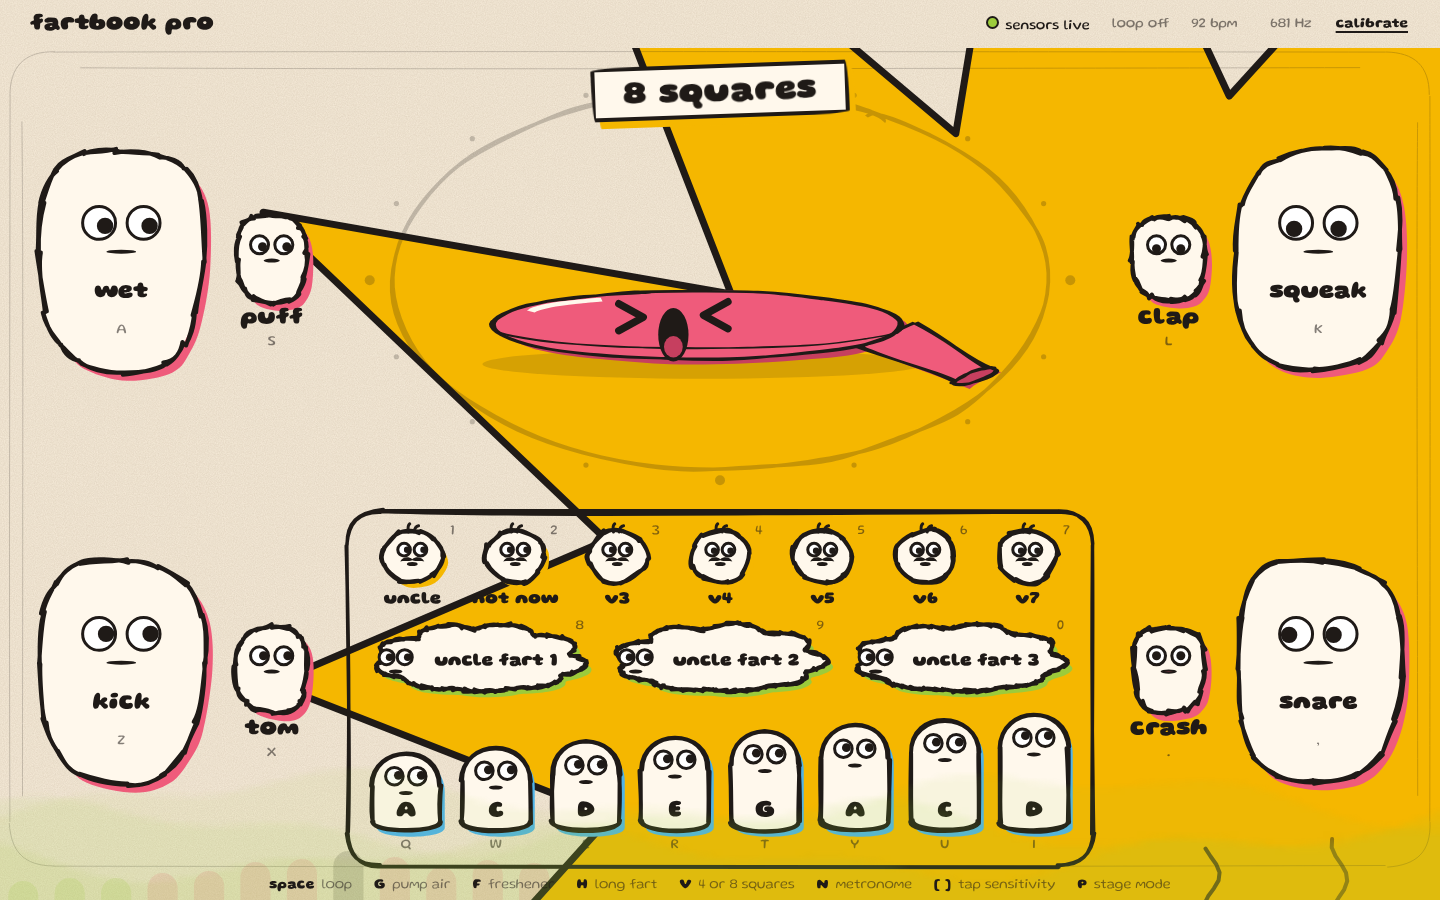 fartbook pro
sensors live loop off 92 bpm 681 Hz calibrate
8 squares
wet
A
puff
S
clap
L
squeak
K
1 2 3 4 5 6 7
uncle not now v3 v4 v5 v6 v7
8 9 0
uncle fart 1 uncle fart 2 uncle fart 3
kick
Z
tom
X
crash
.
snare
,
A C D E G A C D
Q W R T Y U I
space loop G pump air F freshener H long fart V 4 or 8 squares N metronome [ ] tap sensitivity P stage mode